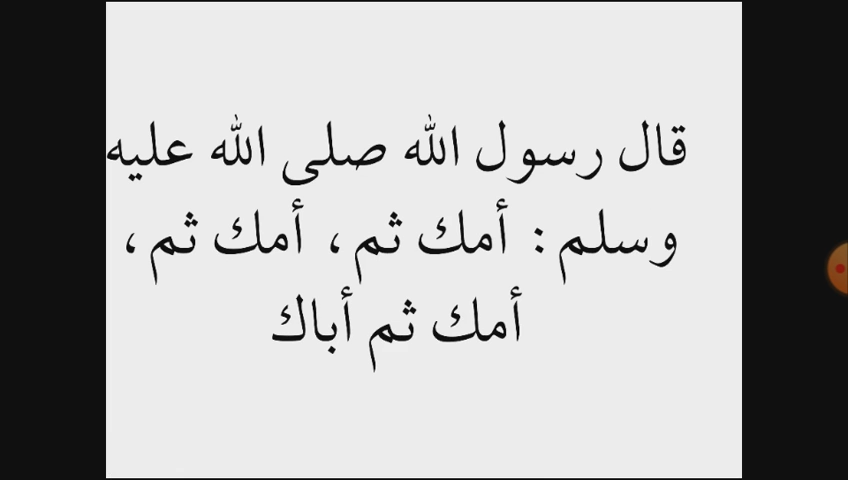 قال رسول الله صلى الله عليه
وسلم : أمك ثم، أمك ثم،
أمك ثم أباك